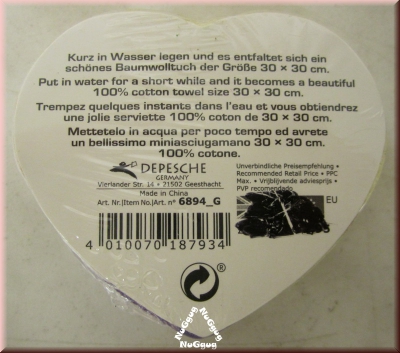 Kurz in Wasser legen und es entfaltet sich ein
schönes Baumwolltuch der Größe 30 × 30 cm.
Put in water for a short while and it becomes a beautiful
100% cotton towel size 30 × 30 cm.
Trempez quelques instants dans l'eau et vous obtiendrez
une jolie serviette 100% coton de 30 × 30 cm.
Mettetelo in acqua per poco tempo ed avrete
un bellissimo miniasciugamano 30 × 30 cm.
100% cotone.
DEPESCHE
GERMANY
Vierlander Str. 14 • 21502 Geesthacht
Made in China
Art. Nr.(Item No.(Art. n° 6894_G
Unverbindliche Preisempfehlung •
Recommended Retail Price • PPC
Max. • Vrijblijvende adviesprijs •
PVP recomendado
EU
4 010070 187934
®
NuGgug
NuGgug
NuGgug